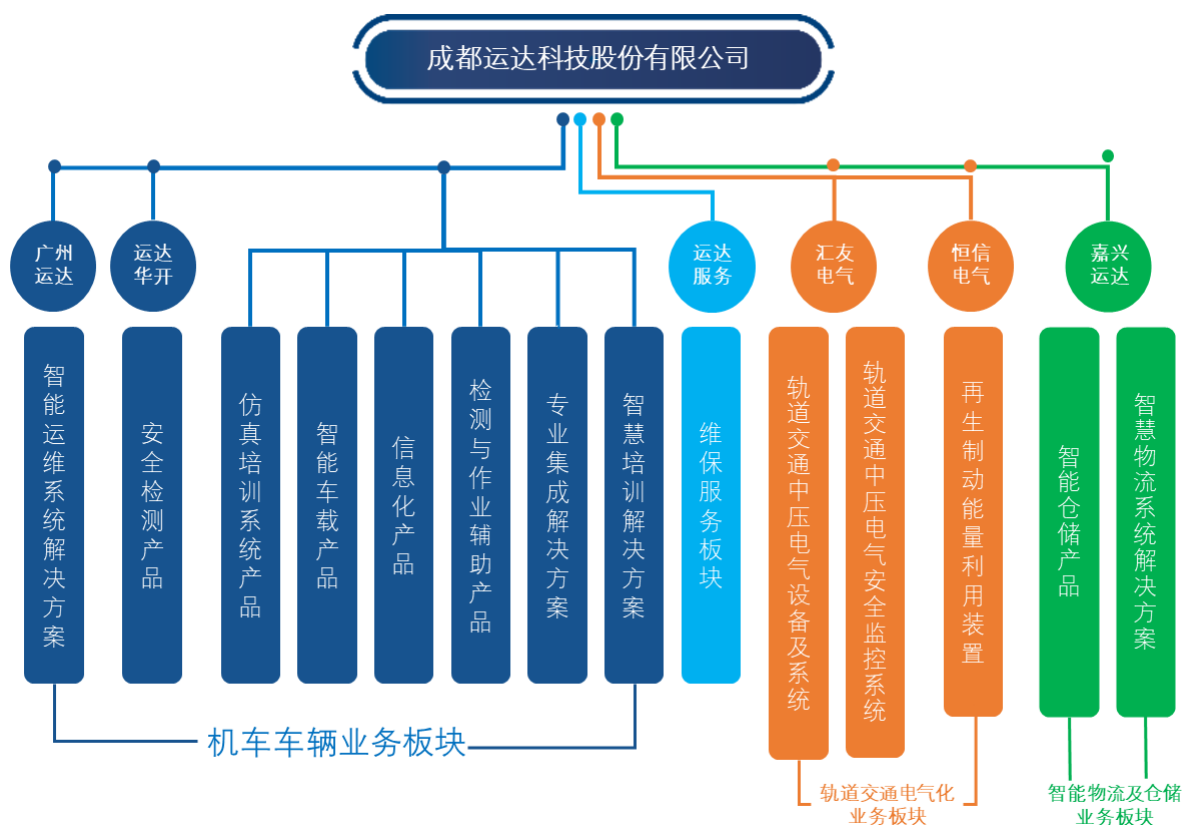 成都运达科技股份有限公司
广州
运达
运达
华开
运达
服务
汇友
电气
恒信
电气
嘉兴
运达
智能运维系统解决方案
安全检测产品
仿真培训系统产品
智能车载产品
信息化产品
检测与作业辅助产品
专业集成解决方案
智慧培训解决方案
维保服务板块
轨道交通中压电气设备及系统
轨道交通中压电气安全监控系统
再生制动能量利用装置
智能仓储产品
智慧物流系统解决方案
机车车辆业务板块
轨道交通电气化
业务板块
智能物流及仓储
业务板块